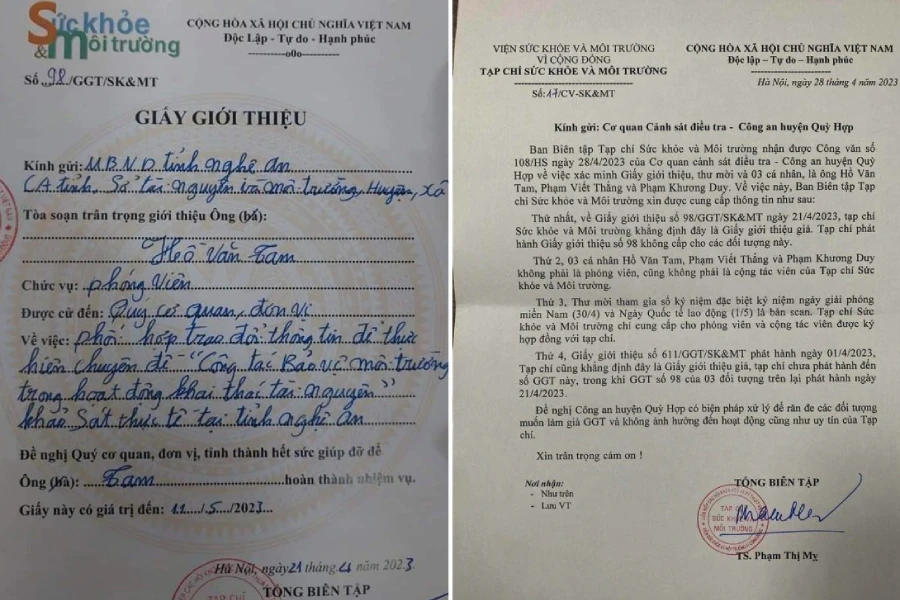 Sức khỏe
& môi trường
CỘNG HÒA XÃ HỘI CHỦ NGHĨA VIỆT NAM
Độc Lập - Tự do - Hạnh phúc
----------o0o----------
Số 98/GGT/SK&MT
GIẤY GIỚI THIỆU
Kính gửi: U.B.N.D tỉnh nghệ an
CA tỉnh, Sở tài nguyên và môi trường, Huyện, xã
Tòa soạn trân trọng giới thiệu Ông (bà):
Hồ Văn Tam
Chức vụ: phóng viên
Được cử đến: Quý cơ quan, đơn vị
Về việc: phối hợp trao đổi thông tin để thực
hiện chuyên đề "Công tác Bảo vệ môi trường
trong hoạt động khai thác tài nguyên"
khảo sát thực tế tại tỉnh nghệ an
Đề nghị Quý cơ quan, đơn vị, tỉnh thành hết sức giúp đỡ để
Ông (bà): Tam hoàn thành nhiệm vụ.
Giấy này có giá trị đến: 11/5/2023
Hà Nội, ngày 21 tháng 4 năm 2023
TỔNG BIÊN TẬP
TẠP CHÍ
VIỆN SỨC KHỎE VÀ MÔI TRƯỜNG
VÌ CỘNG ĐỒNG
TẠP CHÍ SỨC KHỎE VÀ MÔI TRƯỜNG
Số: 17/CV-SK&MT
CỘNG HÒA XÃ HỘI CHỦ NGHĨA VIỆT NAM
Độc lập – Tự do – Hạnh phúc
Hà Nội, ngày 28 tháng 4 năm 2023
Kính gửi: Cơ quan Cảnh sát điều tra - Công an huyện Quỳ Hợp
Ban Biên tập Tạp chí Sức khỏe và Môi trường nhận được Công văn số
108/HS ngày 28/4/2023 của Cơ quan cảnh sát điều tra - Công an huyện Quỳ
Hợp về việc xác minh Giấy giới thiệu, thư mời và 03 cá nhân, là ông Hồ Văn
Tam, Phạm Viết Thắng và Phạm Khương Duy. Về việc này, Ban Biên tập Tạp
chí Sức khỏe và Môi trường xin được cung cấp thông tin như sau:
Thứ nhất, về Giấy giới thiệu số 98/GGT/SK&MT ngày 21/4/2023, tạp chí
Sức khỏe và Môi trường khẳng định đây là Giấy giới thiệu giả. Tạp chí phát
hành Giấy giới thiệu số 98 không cấp cho các đối tượng này.
Thứ 2, 03 cá nhân Hồ Văn Tam, Phạm Viết Thắng và Phạm Khương Duy
không phải là phóng viên, cũng không phải là cộng tác viên của Tạp chí Sức
khỏe và Môi trường.
Thứ 3, Thư mời tham gia số kỷ niệm đặc biệt kỷ niệm ngày giải phóng
miền Nam (30/4) và Ngày Quốc tế lao động (1/5) là bản scan. Tạp chí Sức
khỏe và Môi trường chỉ cung cấp cho phóng viên và cộng tác viên được ký
hợp đồng với tạp chí.
Thứ 4, Giấy giới thiệu số 611/GGT/SK&MT phát hành ngày 01/4/2023,
Tạp chí cũng khẳng định đây là Giấy giới thiệu giả, tạp chí chưa phát hành đến
số GGT này, trong khi GGT số 98 của 03 đối tượng trên lại phát hành ngày
21/4/2023.
Đề nghị Công an huyện Quỳ Hợp có biện pháp xử lý để răn đe các đối tượng
muốn làm giả GGT và không ảnh hưởng đến hoạt động cũng như uy tín của Tạp
chí.
Xin trân trọng cám ơn !
Nơi nhận:
- Như trên
- Lưu VT
TỔNG BIÊN TẬP
TẠP CHÍ
SỨC KHỎE
MÔI TRƯỜNG
TS. Phạm Thị Mỵ